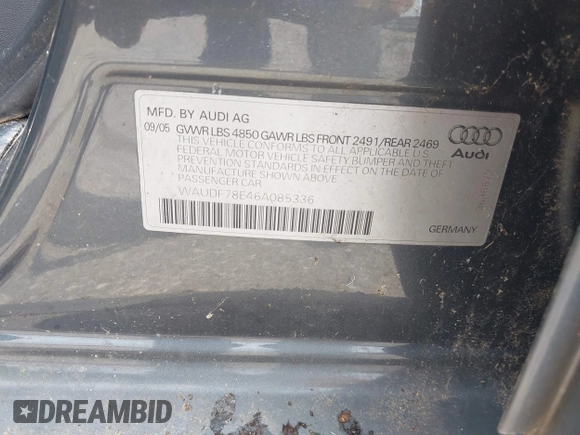 MFD. BY AUDI AG
09/05 GVWR LBS 4850 GAWR LBS FRONT 2491/REAR 2469
THIS VEHICLE CONFORMS TO ALL APPLICABLE U.S.
FEDERAL MOTOR VEHICLE SAFETY BUMPER AND THEFT
PREVENTION STANDARDS IN EFFECT ON THE DATE OF
MANUFACTURE SHOWN ABOVE.
PASSENGER CAR
WAUDF78E46A085336
Audi
GERMANY
DREAMBID